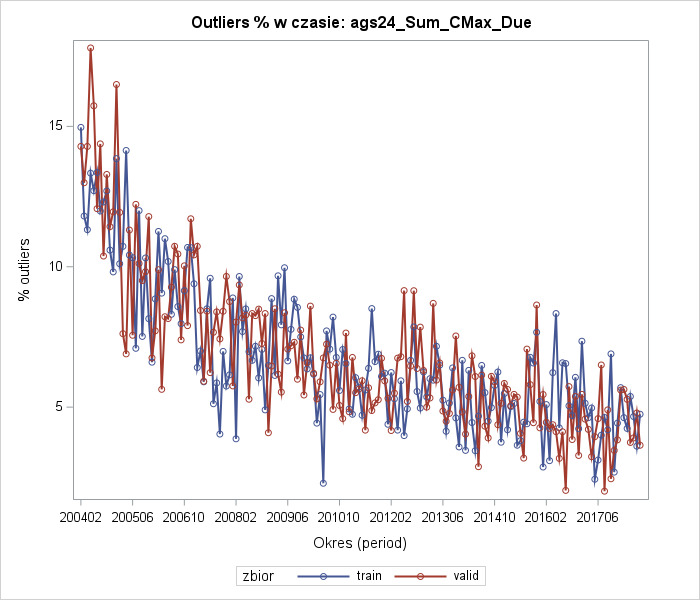 Outliers % w czasie: ags24_Sum_CMax_Due
% outliers
15
10
5
200402 200506 200610 200802 200906 201010 201202 201306 201410 201602 201706
Okres (period)
zbior train valid